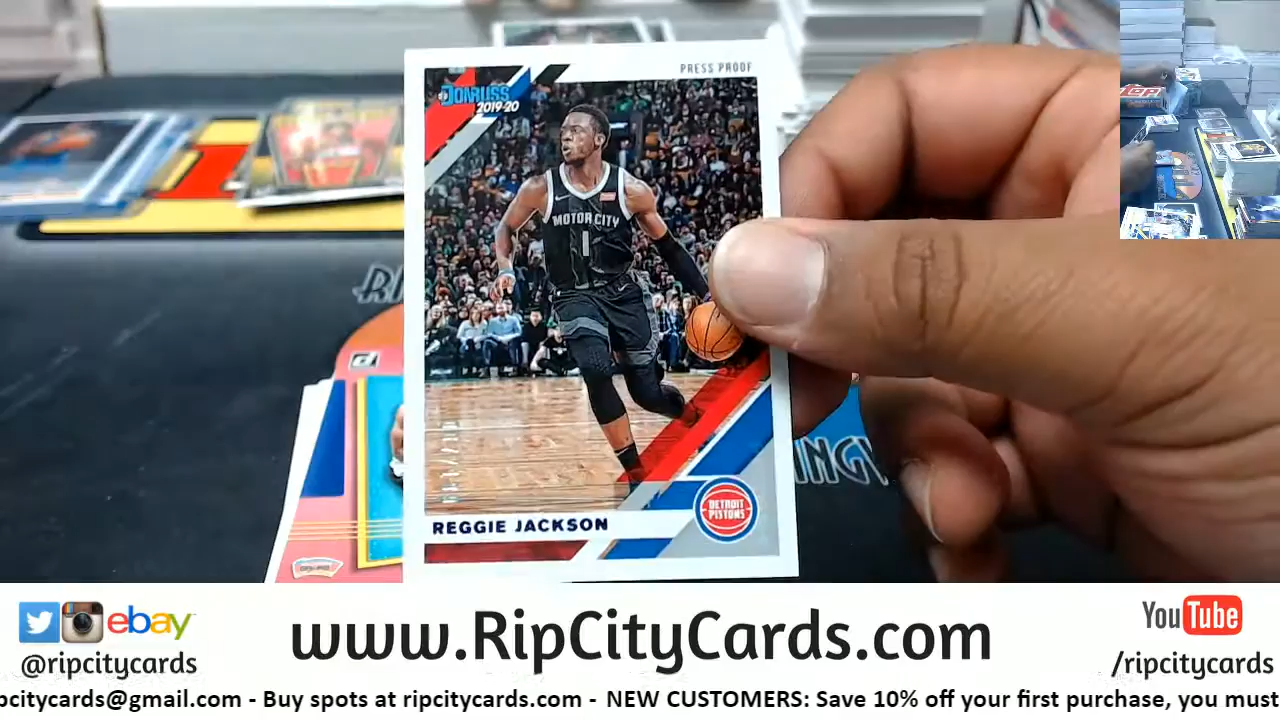 PRESS PROOF
DONRUSS
2019-20
MOTOR CITY
1
REGGIE JACKSON
DETROIT
PISTONS
ebay
www.RipCityCards.com
You Tube
@ripcitycards
/ripcitycards
pcitycards@gmail.com - Buy spots at ripcitycards.com - NEW CUSTOMERS: Save 10% off your first purchase, you must